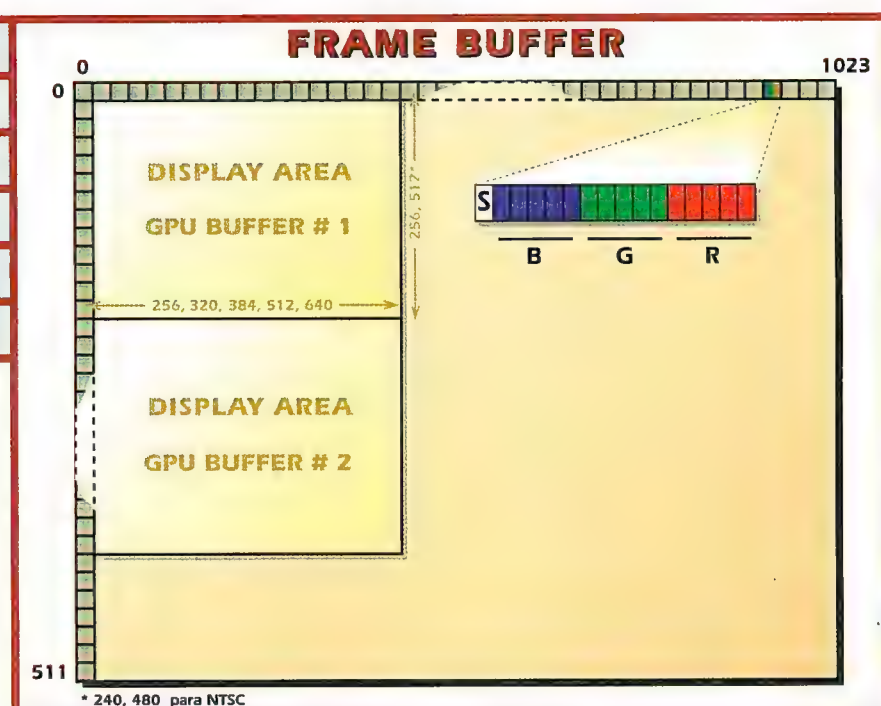 FRAME BUFFER
0
1023
0
DISPLAY AREA
GPU BUFFER # 1
256, 512*
S
B G R
256, 320, 384, 512, 640
DISPLAY AREA
GPU BUFFER # 2
511
* 240, 480 para NTSC